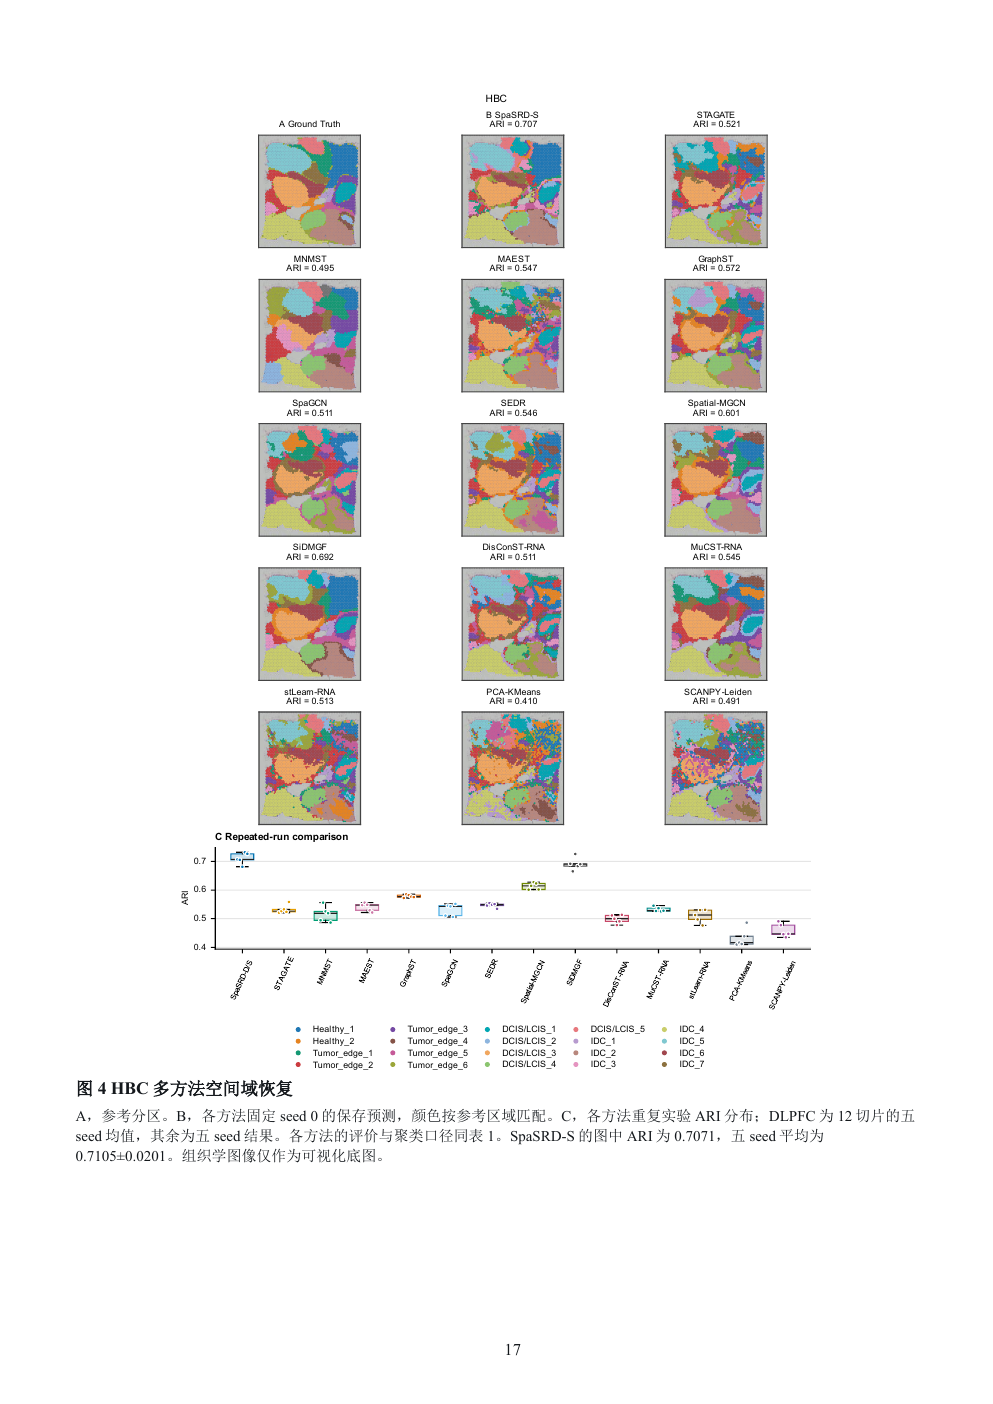 HBC
A Ground Truth
B SpaSRD-S
ARI = 0.707
STAGATE
ARI = 0.521
MNMST
ARI = 0.495
MAEST
ARI = 0.547
GraphST
ARI = 0.572
SpaGCN
ARI = 0.511
SEDR
ARI = 0.546
Spatial-MGCN
ARI = 0.601
SiDMGF
ARI = 0.692
DisConST-RNA
ARI = 0.511
MuCST-RNA
ARI = 0.545
stLearn-RNA
ARI = 0.513
PCA-KMeans
ARI = 0.410
SCANPY-Leiden
ARI = 0.491
C Repeated-run comparison
ARI
0.7
0.6
0.5
0.4
SpaSRD-D/S
STAGATE
MNMST
MAEST
GraphST
SpaGCN
SEDR
Spatial-MGCN
SiDMGF
DisConST-RNA
MuCST-RNA
stLearn-RNA
PCA-KMeans
SCANPY-Leiden
Healthy_1 Tumor_edge_3 DCIS/LCIS_1 DCIS/LCIS_5 IDC_4
Healthy_2 Tumor_edge_4 DCIS/LCIS_2 IDC_1 IDC_5
Tumor_edge_1 Tumor_edge_5 DCIS/LCIS_3 IDC_2 IDC_6
Tumor_edge_2 Tumor_edge_6 DCIS/LCIS_4 IDC_3 IDC_7
图 4 HBC 多方法空间域恢复
A，参考分区。B，各方法固定 seed 0 的保存预测，颜色按参考区域匹配。C，各方法重复实验 ARI 分布；DLPFC 为 12 切片的五
seed 均值，其余为五 seed 结果。各方法的评价与聚类口径同表 1。SpaSRD-S 的图中 ARI 为 0.7071，五 seed 平均为
0.7105±0.0201。组织学图像仅作为可视化底图。
17